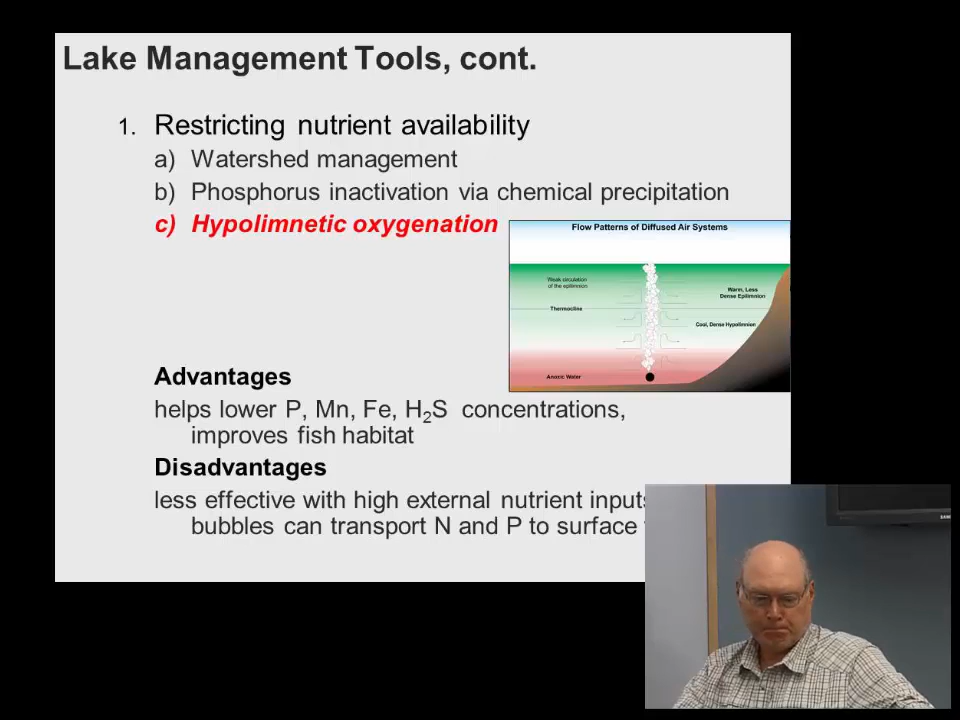 Lake Management Tools, cont.
1. Restricting nutrient availability
a) Watershed management
b) Phosphorus inactivation via chemical precipitation
c) Hypolimnetic oxygenation
Flow Patterns of Diffused Air Systems
Weak circulation
of the epilimnion
Warm, Less
Dense Epilimnion
Thermocline
Cool, Dense Hypolimnion
Anoxic Water
Advantages
helps lower P, Mn, Fe, H2S concentrations,
improves fish habitat
Disadvantages
less effective with high external nutrient inputs
bubbles can transport N and P to surface